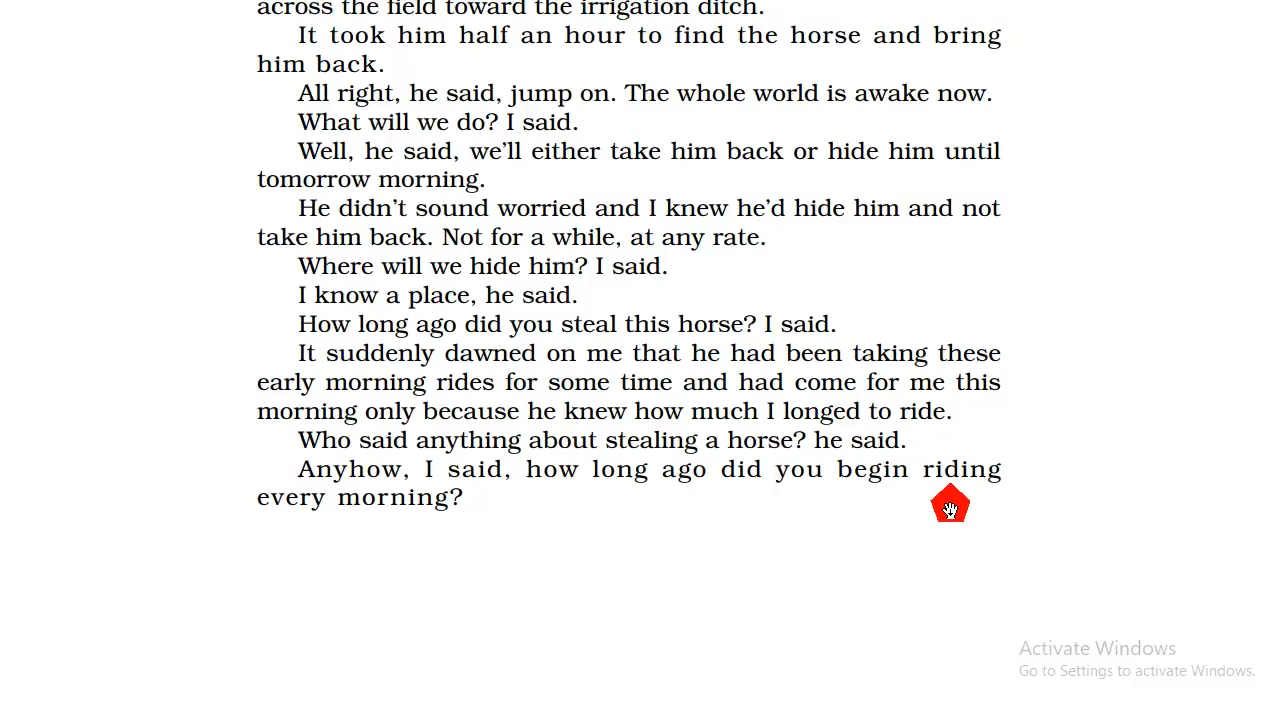 across the field toward the irrigation ditch.
It took him half an hour to find the horse and bring
him back.
All right, he said, jump on. The whole world is awake now.
What will we do? I said.
Well, he said, we’ll either take him back or hide him until
tomorrow morning.
He didn’t sound worried and I knew he’d hide him and not
take him back. Not for a while, at any rate.
Where will we hide him? I said.
I know a place, he said.
How long ago did you steal this horse? I said.
It suddenly dawned on me that he had been taking these
early morning rides for some time and had come for me this
morning only because he knew how much I longed to ride.
Who said anything about stealing a horse? he said.
Anyhow, I said, how long ago did you begin riding
every morning?
Activate Windows
Go to Settings to activate Windows.